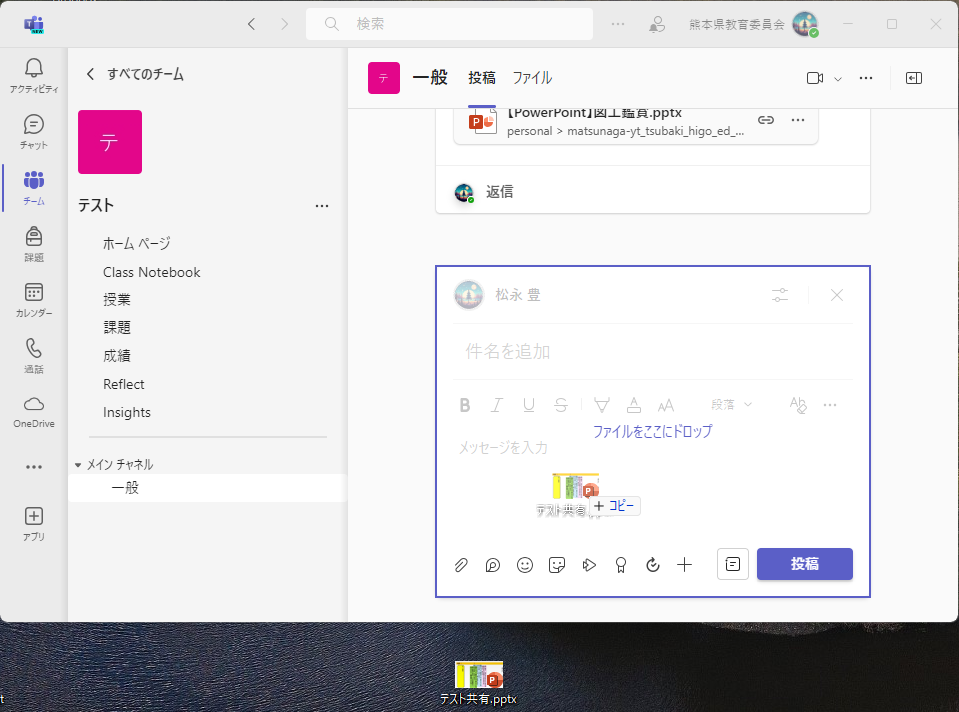 NEW
検索
熊本県教育委員会
アクティビティ
チャット
チーム
課題
カレンダー
通話
OneDrive
アプリ
すべてのチーム
テ
テスト
ホーム ページ
Class Notebook
授業
課題
成績
Reflect
Insights
メイン チャネル
一般
テ
一般
投稿
ファイル
【PowerPoint】図工鑑賞.pptx
personal > matsunaga-yt_tsubaki_higo_ed_...
返信
松永 豊
件名を追加
B I U S
段落
ファイルをここにドロップ
メッセージを入力
テスト共有.pp
+ コピー
投稿
テスト共有.pptx
t